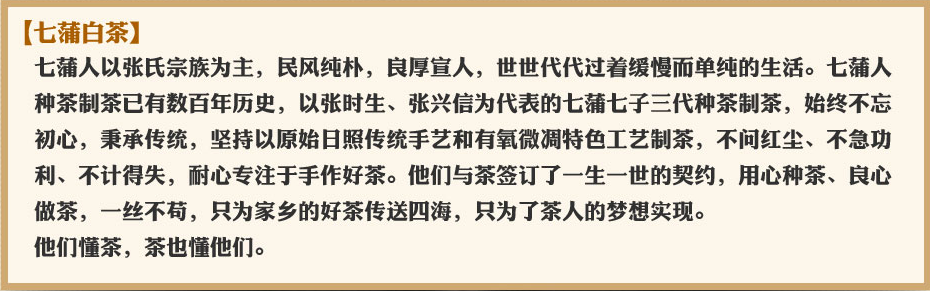 【七蒲白茶】
七蒲人以张氏宗族为主，民风纯朴，良厚宣人，世世代代过着缓慢而单纯的生活。七蒲人
种茶制茶已有数百年历史，以张时生、张兴信为代表的七蒲七子三代种茶制茶，始终不忘
初心，秉承传统，坚持以原始日照传统手艺和有氧微凋特色工艺制茶，不问红尘、不急功
利、不计得失，耐心专注于手作好茶。他们与茶签订了一生一世的契约，用心种茶、良心
做茶，一丝不苟，只为家乡的好茶传送四海，只为了茶人的梦想实现。
他们懂茶，茶也懂他们。